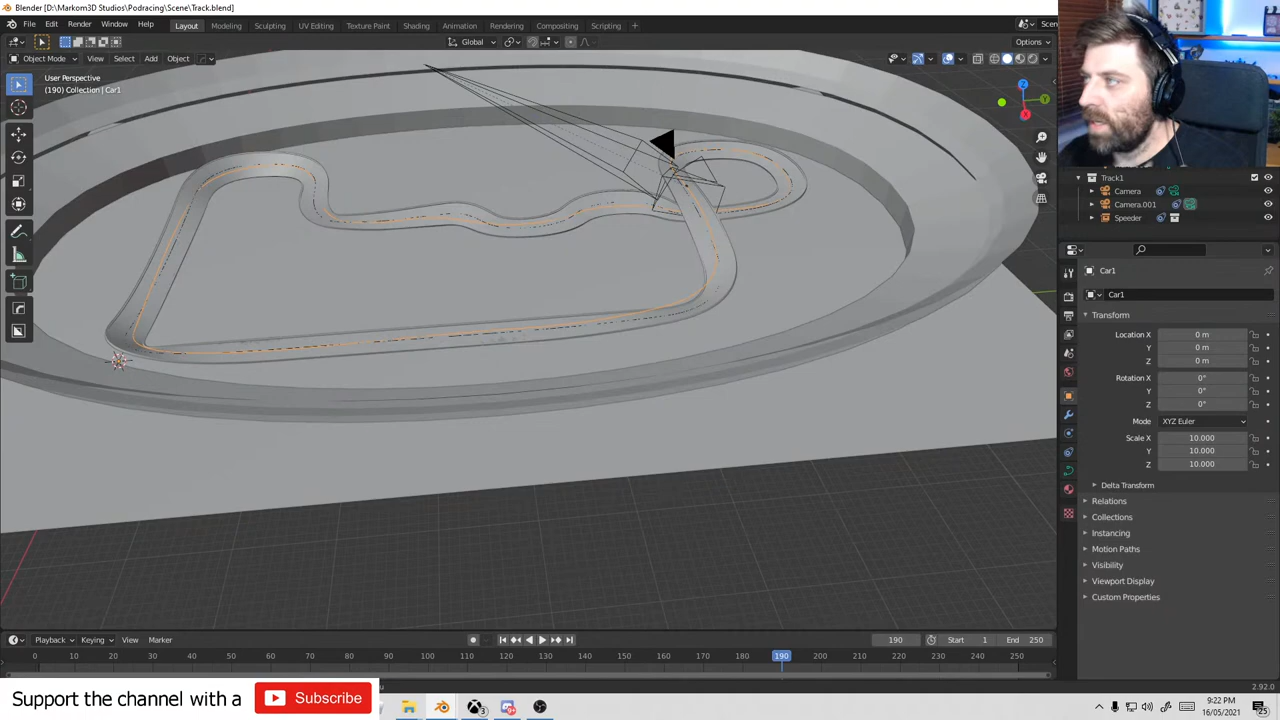 Blender [D:\Markom3D Studios\Podracing\Scene\Track.blend]
File Edit Render Window Help Layout Modeling Sculpting UV Editing Texture Paint Shading Animation Rendering Compositing Scripting + Scen
Global Options
Object Mode View Select Add Object
User Perspective
(190) Collection | Car1
Z
Y
X
Track1
Camera
Camera.001
Speeder
Car1
Car1
Transform
Location X 0 m
Y 0 m
Z 0 m
Rotation X 0°
Y 0°
Z 0°
Mode XYZ Euler
Scale X 10.000
Y 10.000
Z 10.000
Delta Transform
Relations
Collections
Instancing
Motion Paths
Visibility
Viewport Display
Custom Properties
Playback Keying View Marker 190 Start 1 End 250
0 10 20 30 40 50 60 70 80 90 100 110 120 130 140 150 160 170 180 190 200 210 220 230 240 250
2.92.0
Support the channel with a Subscribe
3
9:22 PM
16/05/2021
25